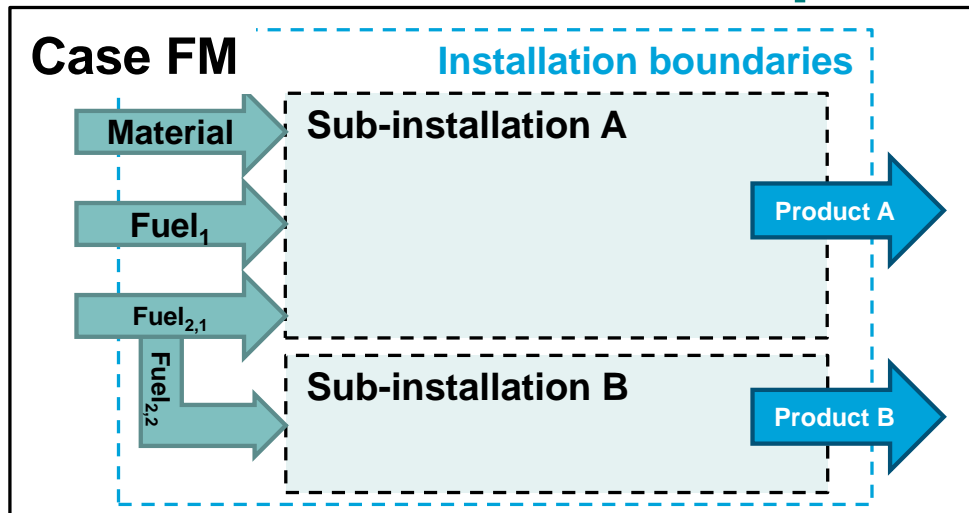 Case FM
Installation boundaries
Material
Sub-installation A
Fuel1
Product A
Fuel2,1
Fuel2,2
Sub-installation B
Product B